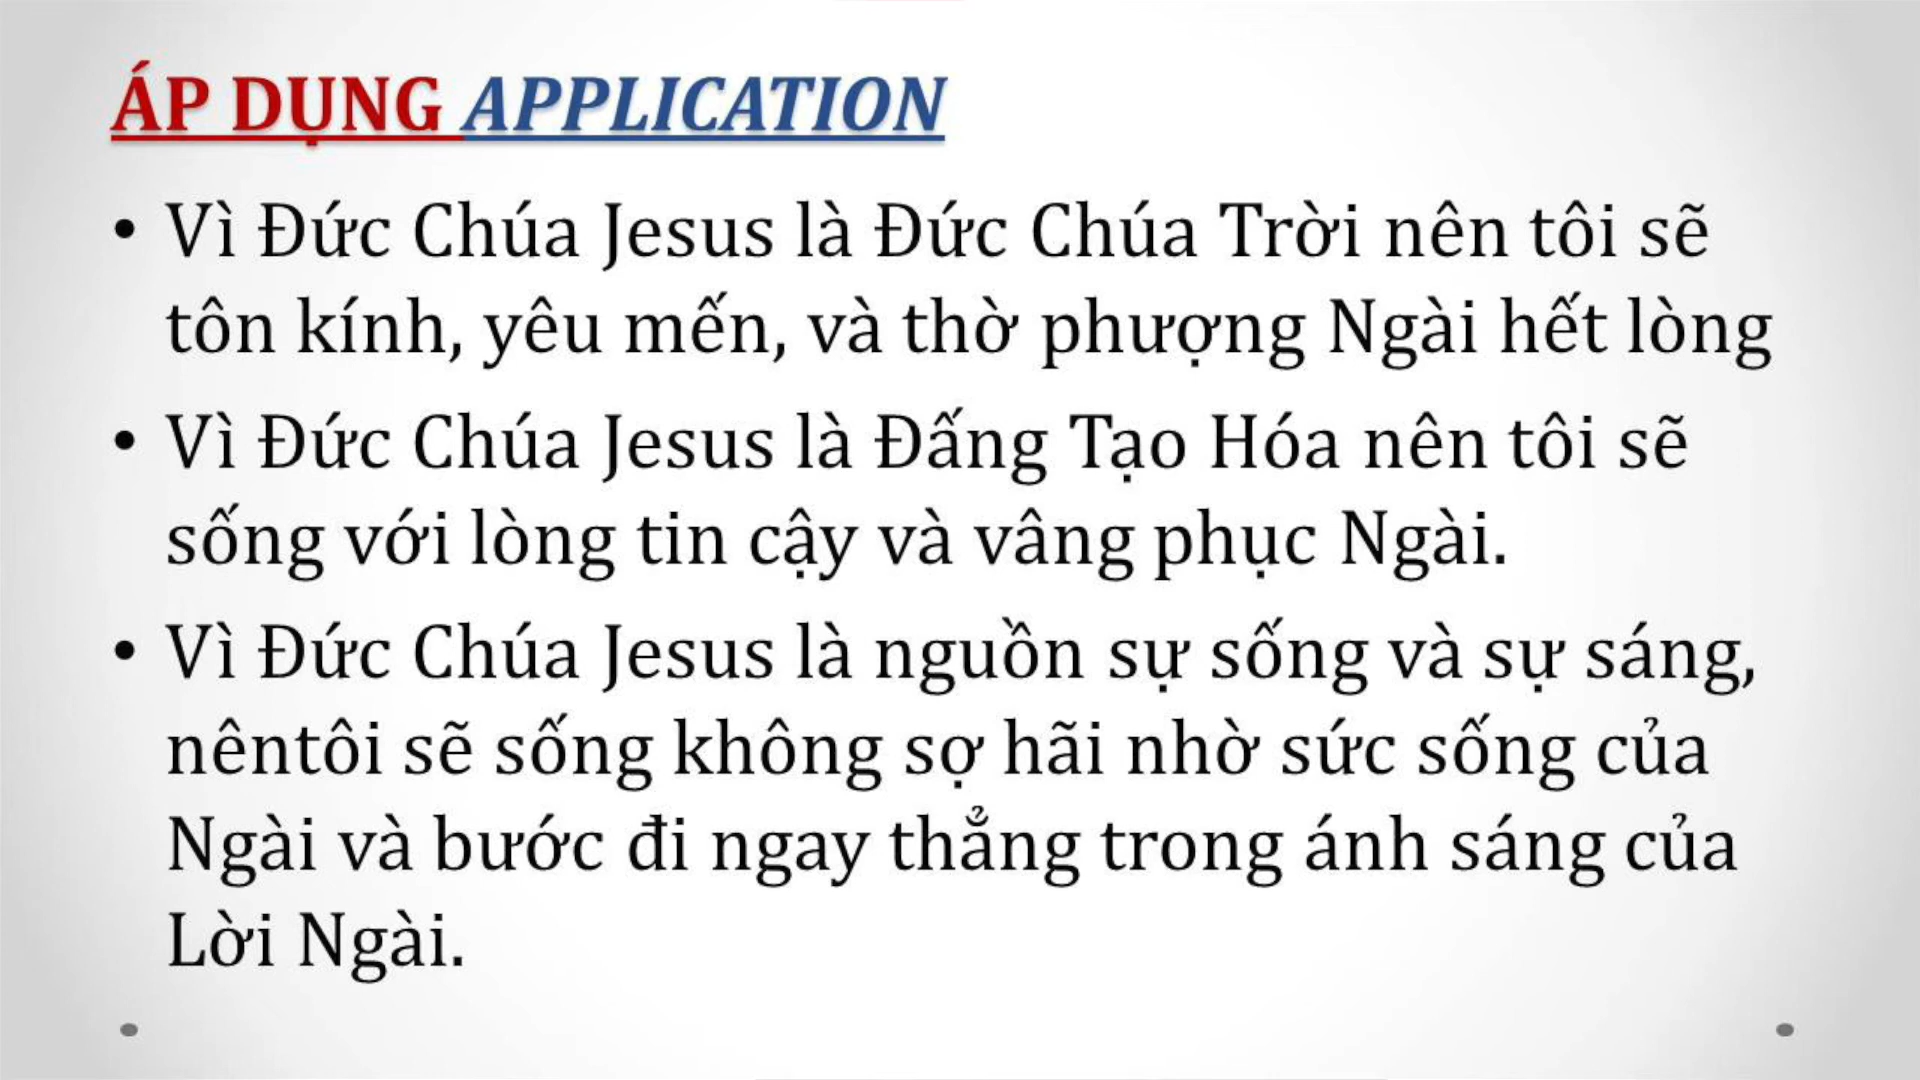 ÁP DỤNG APPLICATION
• Vì Đức Chúa Jesus là Đức Chúa Trời nên tôi sẽ
tôn kính, yêu mến, và thờ phượng Ngài hết lòng
• Vì Đức Chúa Jesus là Đấng Tạo Hóa nên tôi sẽ
sống với lòng tin cậy và vâng phục Ngài.
• Vì Đức Chúa Jesus là nguồn sự sống và sự sáng,
nêntôi sẽ sống không sợ hãi nhờ sức sống của
Ngài và bước đi ngay thẳng trong ánh sáng của
Lời Ngài.